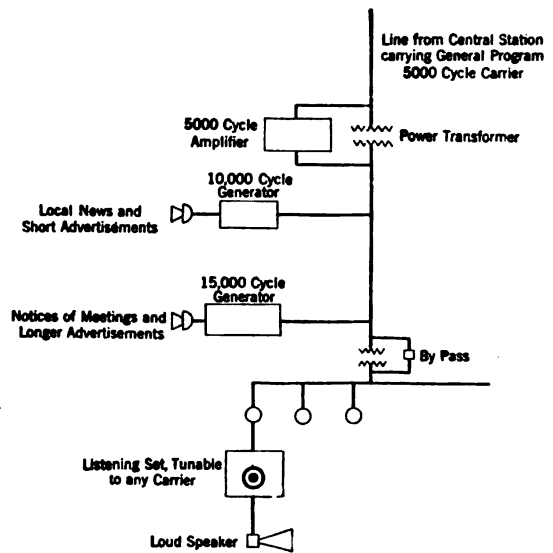 Line from Central Station
carrying General Program
5000 Cycle Carrier
5000 Cycle
Amplifier
Power Transformer
10,000 Cycle
Generator
Local News and
Short Advertisements
15,000 Cycle
Generator
Notices of Meetings and
Longer Advertisements
By Pass
Listening Set, Tunable
to any Carrier
Loud Speaker